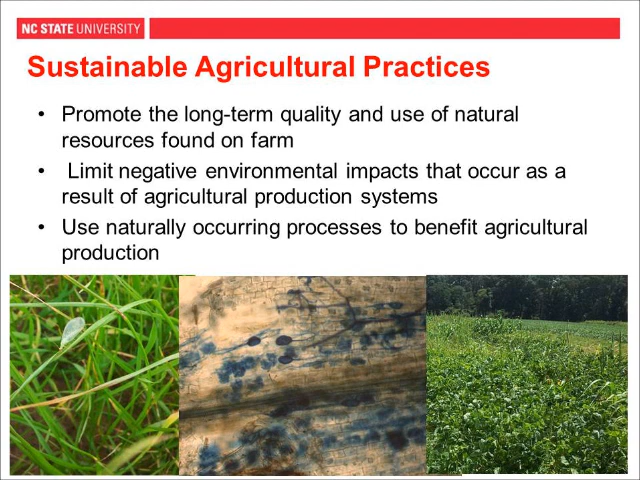 NC STATE UNIVERSITY
Sustainable Agricultural Practices
• Promote the long-term quality and use of natural
resources found on farm
• Limit negative environmental impacts that occur as a
result of agricultural production systems
• Use naturally occurring processes to benefit agricultural
production